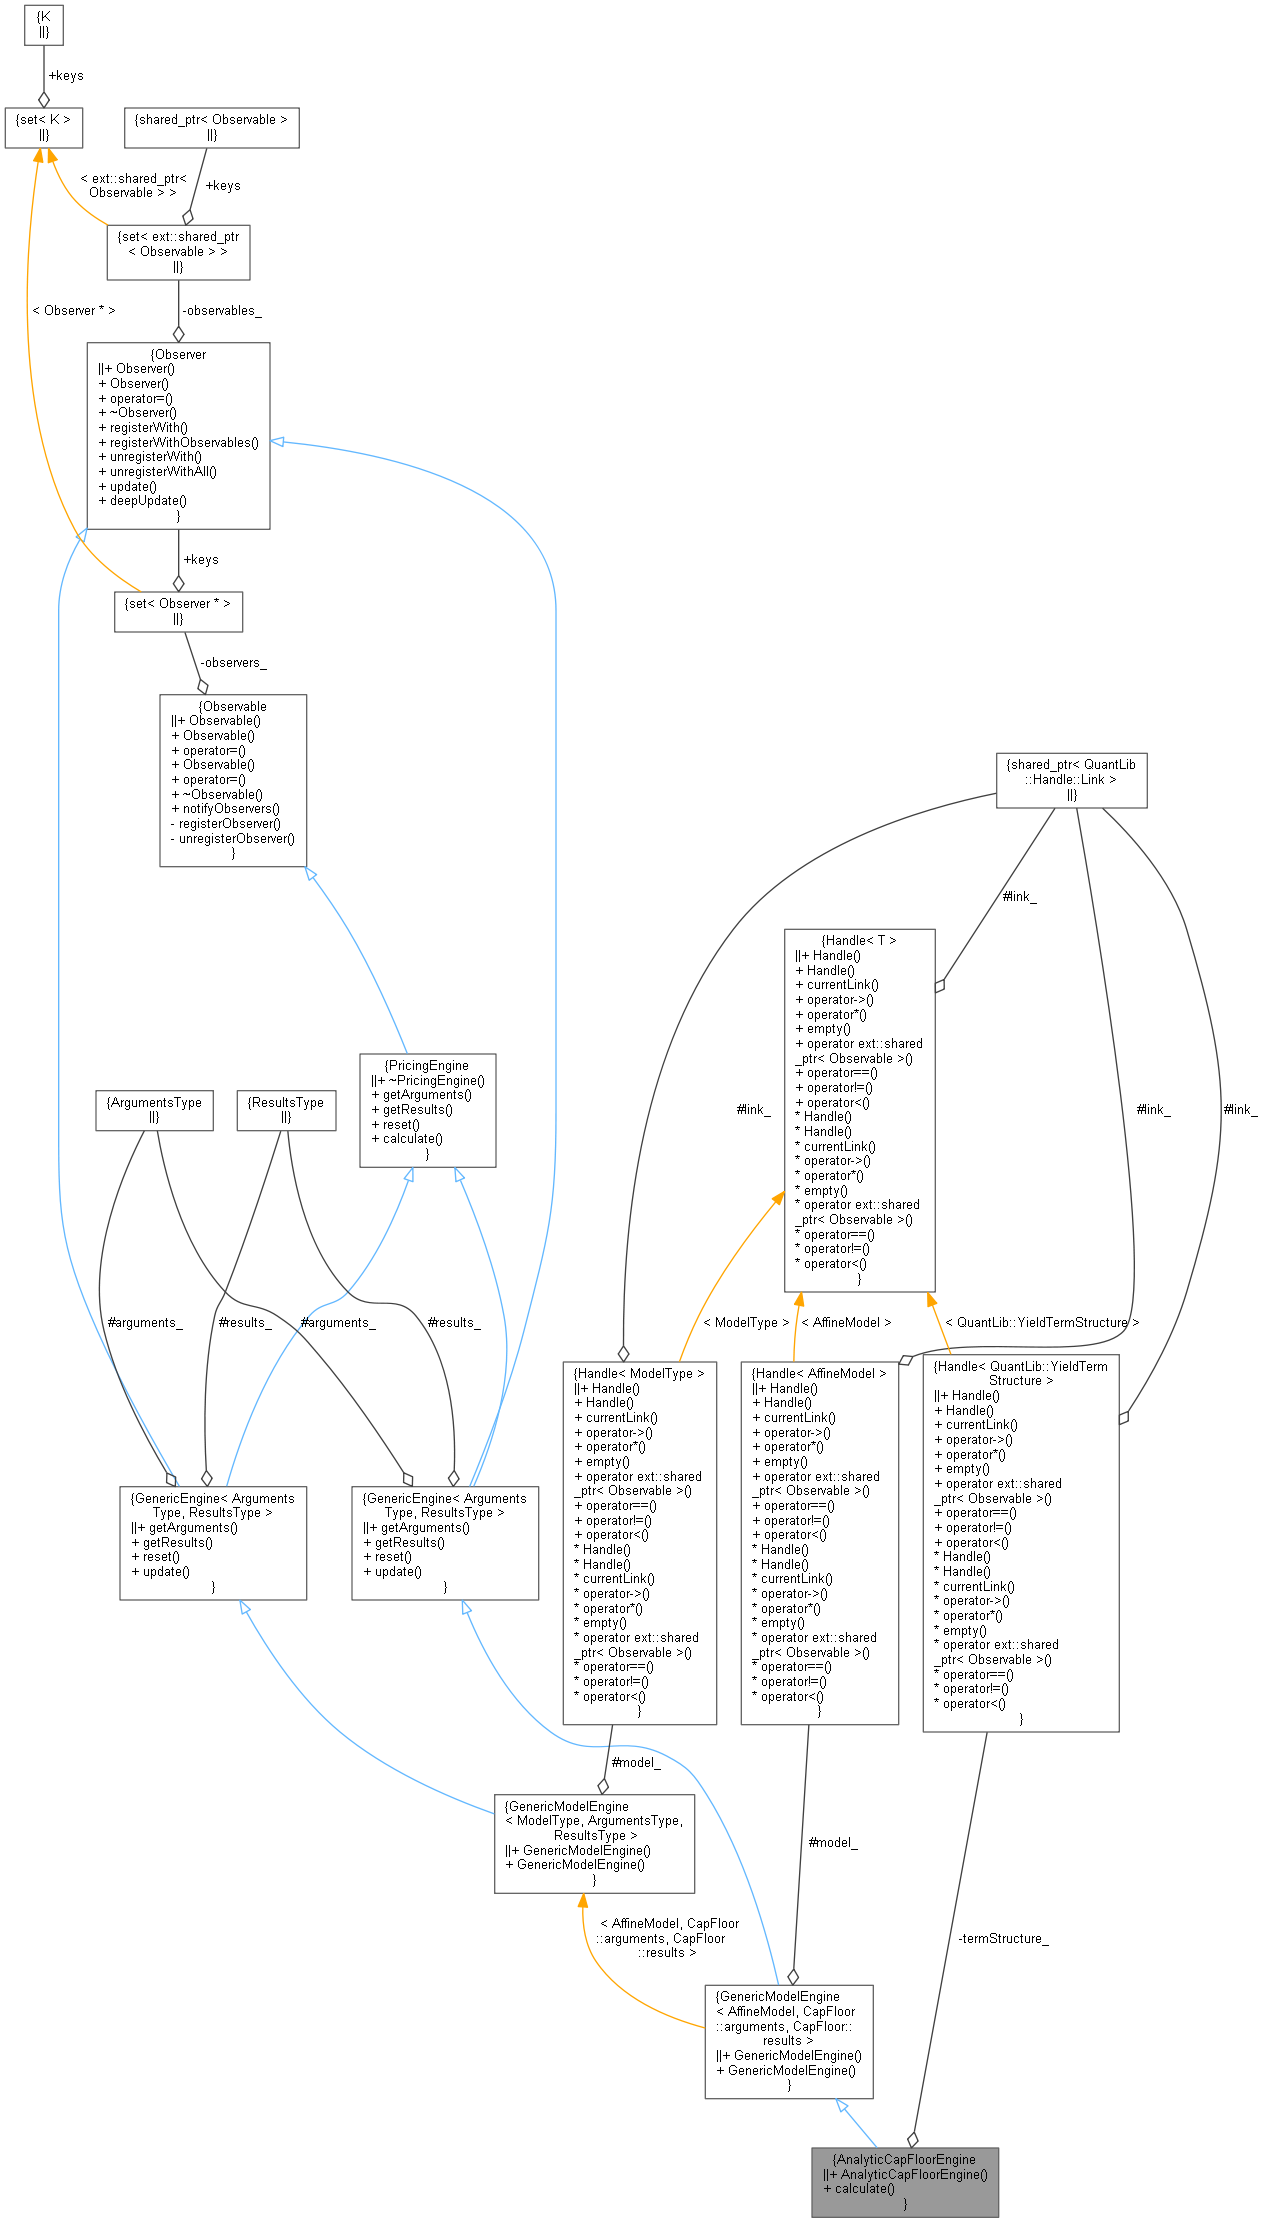 {K
||}
+keys
{set< K >
||}
{shared_ptr< Observable >
||}
< ext::shared_ptr<
Observable > >
+keys
{set< ext::shared_ptr
< Observable > >
||}
< Observer * >
-observables_
{Observer
||+ Observer()
+ Observer()
+ operator=()
+ ~Observer()
+ registerWith()
+ registerWithObservables()
+ unregisterWith()
+ unregisterWithAll()
+ update()
+ deepUpdate()
}
+keys
{set< Observer * >
||}
-observers_
{Observable
||+ Observable()
+ Observable()
+ operator=()
+ Observable()
+ operator=()
+ ~Observable()
+ notifyObservers()
- registerObserver()
- unregisterObserver()
}
{shared_ptr< QuantLib
::Handle::Link >
||}
#link_
{Handle< T >
||+ Handle()
+ Handle()
+ currentLink()
+ operator->()
+ operator*()
+ empty()
+ operator ext::shared
_ptr< Observable >()
+ operator==()
+ operator!=()
+ operator<()
* Handle()
* Handle()
* currentLink()
* operator->()
* operator*()
* empty()
* operator ext::shared
_ptr< Observable >()
* operator==()
* operator!=()
* operator<()
}
{PricingEngine
||+ ~PricingEngine()
+ getArguments()
+ getResults()
+ reset()
+ calculate()
}
{ArgumentsType
||}
{ResultsType
||}
#link_
#link_
#link_
#arguments_
#results_
#arguments_
#results_
< ModelType >
< AffineModel >
< QuantLib::YieldTermStructure >
{Handle< ModelType >
||+ Handle()
+ Handle()
+ currentLink()
+ operator->()
+ operator*()
+ empty()
+ operator ext::shared
_ptr< Observable >()
+ operator==()
+ operator!=()
+ operator<()
* Handle()
* Handle()
* currentLink()
* operator->()
* operator*()
* empty()
* operator ext::shared
_ptr< Observable >()
* operator==()
* operator!=()
* operator<()
}
{Handle< AffineModel >
||+ Handle()
+ Handle()
+ currentLink()
+ operator->()
+ operator*()
+ empty()
+ operator ext::shared
_ptr< Observable >()
+ operator==()
+ operator!=()
+ operator<()
* Handle()
* Handle()
* currentLink()
* operator->()
* operator*()
* empty()
* operator ext::shared
_ptr< Observable >()
* operator==()
* operator!=()
* operator<()
}
{Handle< QuantLib::YieldTerm
Structure >
||+ Handle()
+ Handle()
+ currentLink()
+ operator->()
+ operator*()
+ empty()
+ operator ext::shared
_ptr< Observable >()
+ operator==()
+ operator!=()
+ operator<()
* Handle()
* Handle()
* currentLink()
* operator->()
* operator*()
* empty()
* operator ext::shared
_ptr< Observable >()
* operator==()
* operator!=()
* operator<()
}
{GenericEngine< Arguments
Type, ResultsType >
||+ getArguments()
+ getResults()
+ reset()
+ update()
}
{GenericEngine< Arguments
Type, ResultsType >
||+ getArguments()
+ getResults()
+ reset()
+ update()
}
#model_
{GenericModelEngine
< ModelType, ArgumentsType,
ResultsType >
||+ GenericModelEngine()
+ GenericModelEngine()
}
#model_
< AffineModel, CapFloor
::arguments, CapFloor
::results >
-termStructure_
{GenericModelEngine
< AffineModel, CapFloor
::arguments, CapFloor::
results >
||+ GenericModelEngine()
+ GenericModelEngine()
}
{AnalyticCapFloorEngine
||+ AnalyticCapFloorEngine()
+ calculate()
}